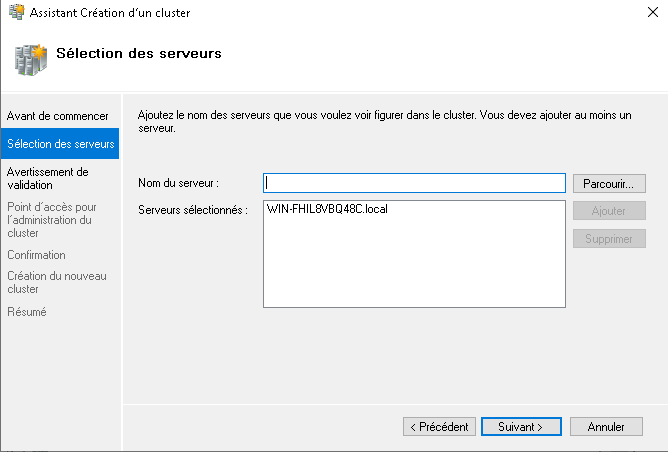 Assistant Création d'un cluster
Sélection des serveurs
Avant de commencer
Sélection des serveurs
Avertissement de
validation
Point d'accès pour
l'administration du
cluster
Confirmation
Création du nouveau
cluster
Résumé
Ajoutez le nom des serveurs que vous voulez voir figurer dans le cluster. Vous devez ajouter au moins un
serveur.
Nom du serveur :
Parcourir...
Serveurs sélectionnés :
WIN-FHIL8VBQ48C.local
Ajouter
Supprimer
< Précédent
Suivant >
Annuler